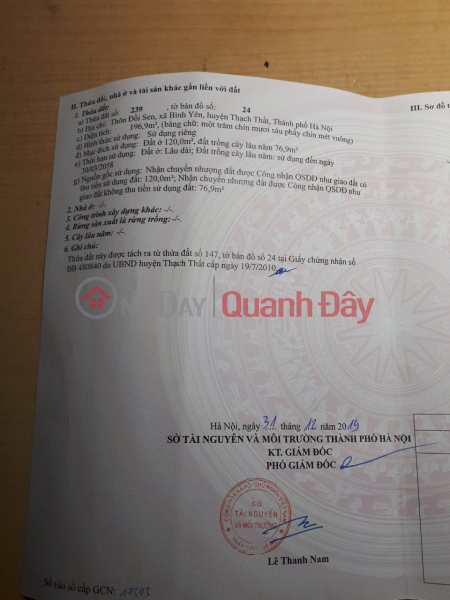 II. Thửa đất, nhà ở và tài sản khác gắn liền với đất
III. Sơ đồ t
1. Thửa đất:
a) Thửa đất số: 239 , tờ bản đồ số: 24
b) Địa chỉ: Thôn Đồi Sen, xã Bình Yên, huyện Thạch Thất, Thành phố Hà Nội
c) Diện tích: 196,9m², (bằng chữ: một trăm chín mươi sáu phẩy chín mét vuông)
d) Hình thức sử dụng: Sử dụng riêng
đ) Mục đích sử dụng: Đất ở 120,0m², đất trồng cây lâu năm 76,9m²
e) Thời hạn sử dụng: Đất ở: Lâu dài; Đất trồng cây lâu năm: sử dụng đến ngày
30/03/2058
g) Nguồn gốc sử dụng: Nhận chuyển nhượng đất được Công nhận QSDĐ như giao đất có
thu tiền sử dụng đất: 120,0m²; Nhận chuyển nhượng đất được Công nhận QSDĐ như
giao đất không thu tiền sử dụng đất: 76,9m²
2. Nhà ở: -/-
3. Công trình xây dựng khác: -/-
4. Rừng sản xuất là rừng trồng: -/-
5. Cây lâu năm: -/-
6. Ghi chú:
Thửa đất này được tách ra từ thửa đất số 147, tờ bản đồ số 24 tại Giấy chứng nhận số
BB 480840 do UBND huyện Thạch Thất cấp ngày 19/7/2010.
Quanh Đây
Hà Nội, ngày 31 tháng 12 năm 2019
SỞ TÀI NGUYÊN VÀ MÔI TRƯỜNG THÀNH PHỐ HÀ NỘI
KT. GIÁM ĐỐC
PHÓ GIÁM ĐỐC
SỞ
TÀI NGUYÊN
VÀ MÔI TRƯỜNG
Lê Thanh Nam
Số vào sổ cấp GCN: 17393